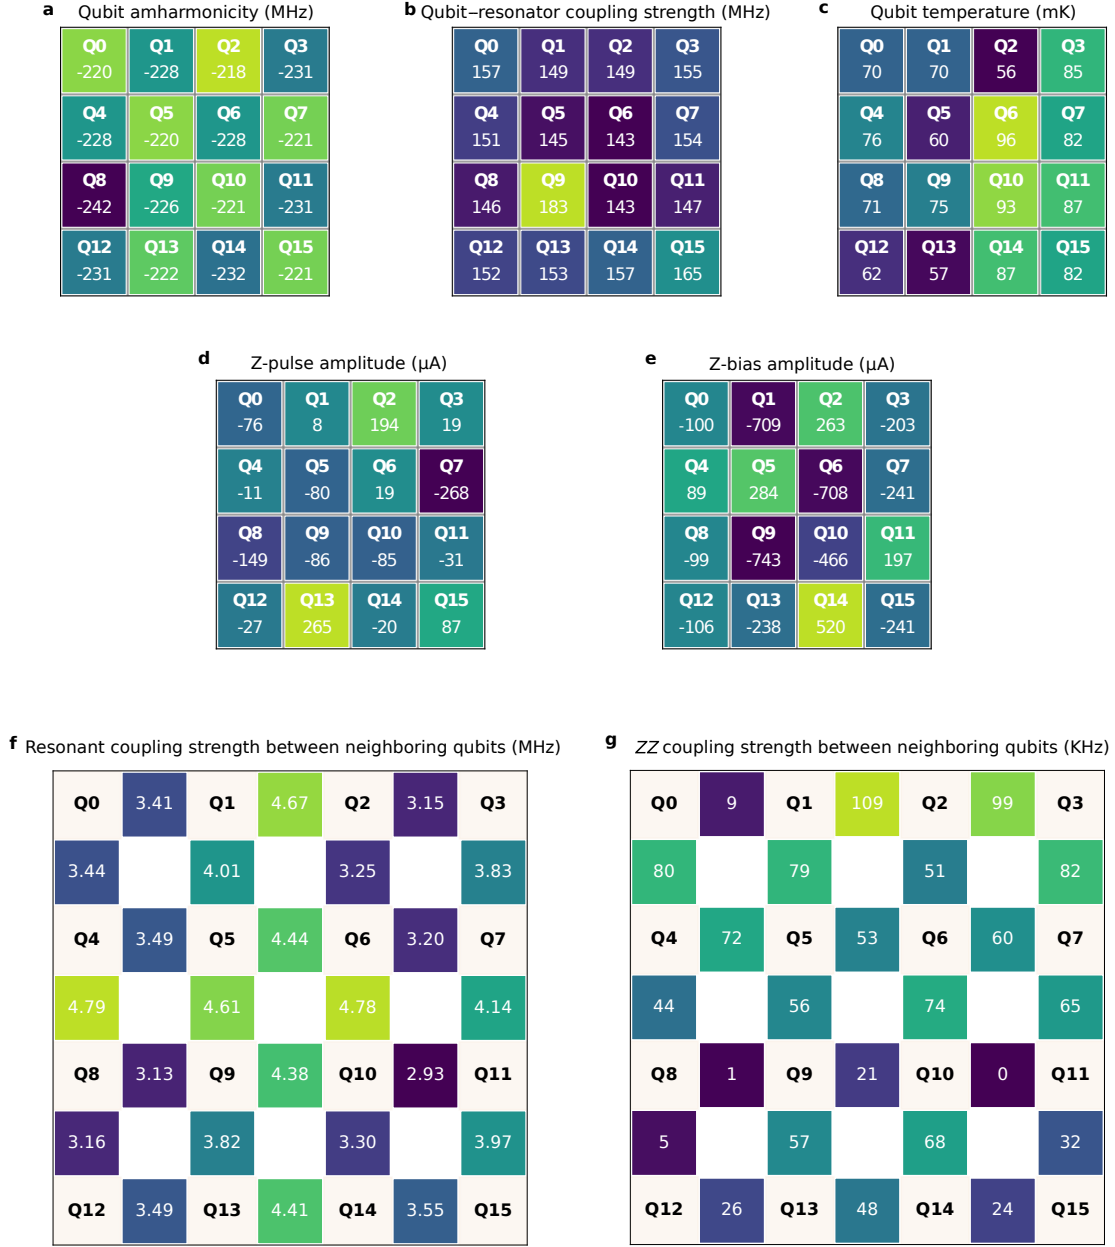 a Qubit amharmonicity (MHz)
Q0 Q1 Q2 Q3
-220 -228 -218 -231
Q4 Q5 Q6 Q7
-228 -220 -228 -221
Q8 Q9 Q10 Q11
-242 -226 -221 -231
Q12 Q13 Q14 Q15
-231 -222 -232 -221
b Qubit–resonator coupling strength (MHz)
Q0 Q1 Q2 Q3
157 149 149 155
Q4 Q5 Q6 Q7
151 145 143 154
Q8 Q9 Q10 Q11
146 183 143 147
Q12 Q13 Q14 Q15
152 153 157 165
c Qubit temperature (mK)
Q0 Q1 Q2 Q3
70 70 56 85
Q4 Q5 Q6 Q7
76 60 96 82
Q8 Q9 Q10 Q11
71 75 93 87
Q12 Q13 Q14 Q15
62 57 87 82
d Z-pulse amplitude (μA)
Q0 Q1 Q2 Q3
-76 8 194 19
Q4 Q5 Q6 Q7
-11 -80 19 -268
Q8 Q9 Q10 Q11
-149 -86 -85 -31
Q12 Q13 Q14 Q15
-27 265 -20 87
e Z-bias amplitude (μA)
Q0 Q1 Q2 Q3
-100 -709 263 -203
Q4 Q5 Q6 Q7
89 284 -708 -241
Q8 Q9 Q10 Q11
-99 -743 -466 197
Q12 Q13 Q14 Q15
-106 -238 520 -241
f Resonant coupling strength between neighboring qubits (MHz)
Q0 3.41 Q1 4.67 Q2 3.15 Q3
3.44 4.01 3.25 3.83
Q4 3.49 Q5 4.44 Q6 3.20 Q7
4.79 4.61 4.78 4.14
Q8 3.13 Q9 4.38 Q10 2.93 Q11
3.16 3.82 3.30 3.97
Q12 3.49 Q13 4.41 Q14 3.55 Q15
g ZZ coupling strength between neighboring qubits (KHz)
Q0 9 Q1 109 Q2 99 Q3
80 79 51 82
Q4 72 Q5 53 Q6 60 Q7
44 56 74 65
Q8 1 Q9 21 Q10 0 Q11
5 57 68 32
Q12 26 Q13 48 Q14 24 Q15